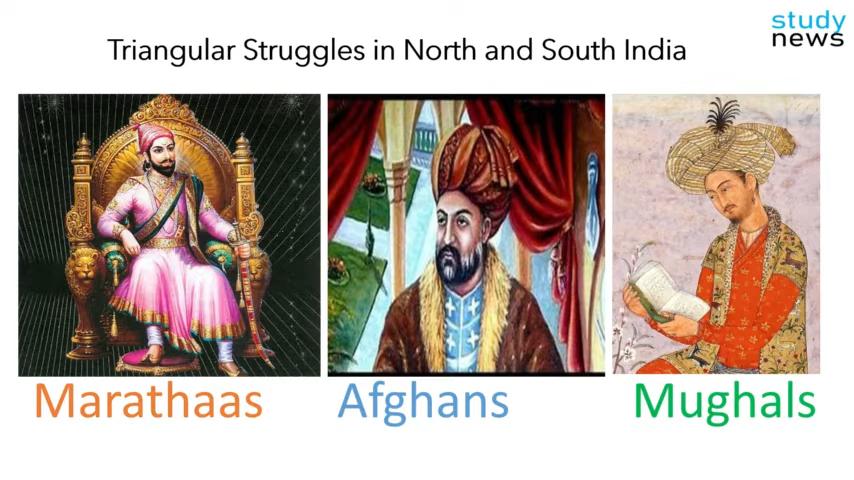 study
news
Triangular Struggles in North and South India
Marathaas
Afghans
Mughals